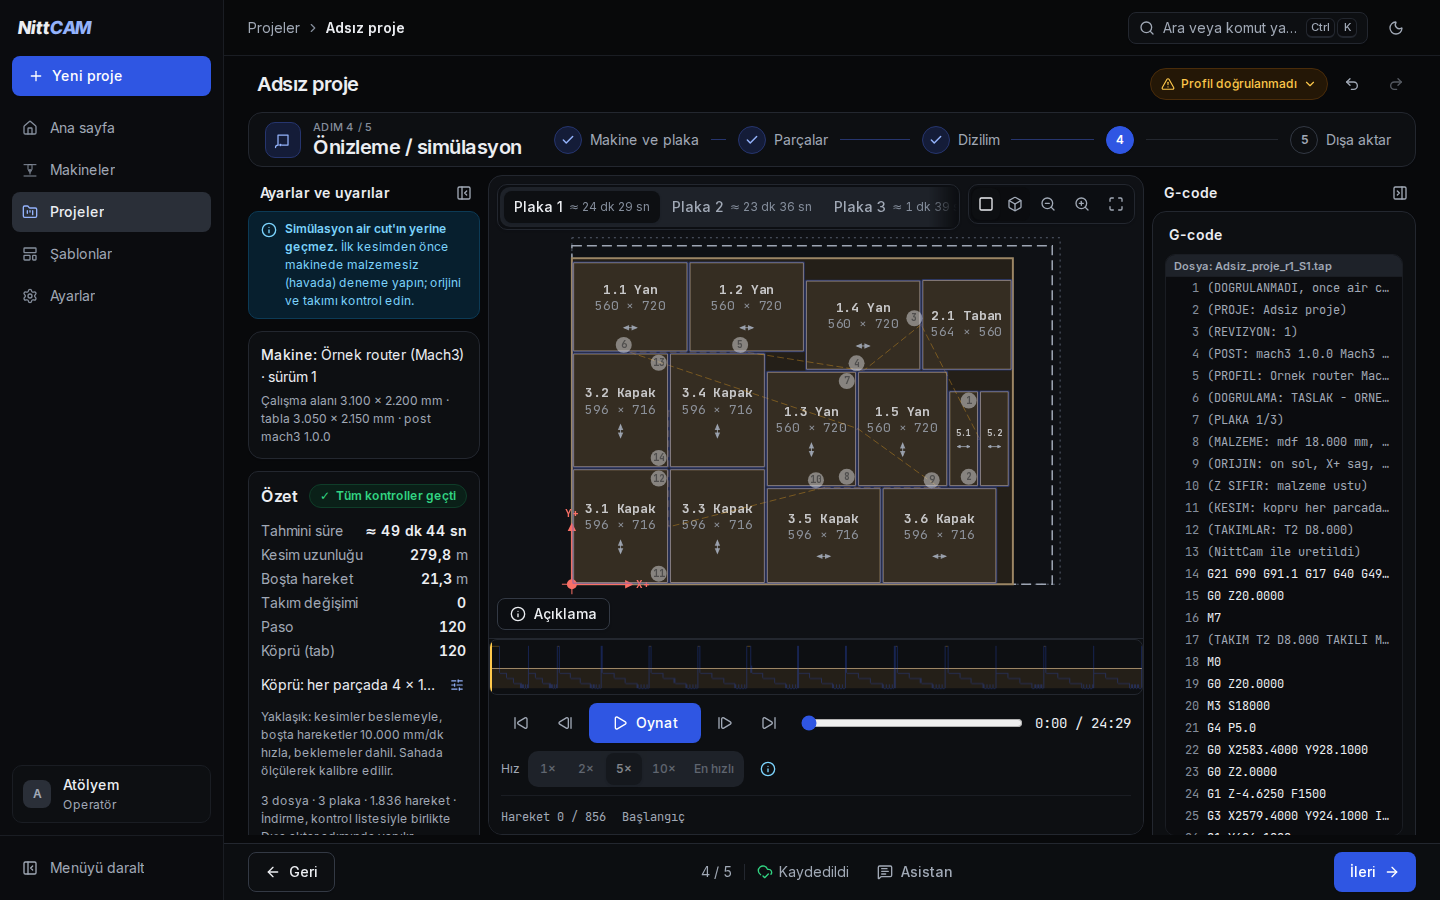 NittCAM
Yeni proje
Ana sayfa
Makineler
Projeler
Şablonlar
Ayarlar
A
Atölyem
Operatör
Menüyü daralt
Projeler > Adsız proje
Ara veya komut ya... Ctrl K
Adsız proje
Profil doğrulanmadı
ADIM 4 / 5
Önizleme / simülasyon
Makine ve plaka
Parçalar
Dizilim
4
5 Dışa aktar
Ayarlar ve uyarılar
Simülasyon air cut'ın yerine
geçmez. İlk kesimden önce
makinede malzemesiz
(havada) deneme yapın; orijini
ve takımı kontrol edin.
Makine: Örnek router (Mach3)
· sürüm 1
Çalışma alanı 3.100 × 2.200 mm ·
tabla 3.050 × 2.150 mm · post
mach3 1.0.0
Özet ✓ Tüm kontroller geçti
Tahmini süre ≈ 49 dk 44 sn
Kesim uzunluğu 279,8 m
Boşta hareket 21,3 m
Takım değişimi 0
Paso 120
Köprü (tab) 120
Köprü: her parçada 4 × 1...
Yaklaşık: kesimler beslemeyle,
boşta hareketler 10.000 mm/dk
hızla, beklemeler dahil. Sahada
ölçülerek kalibre edilir.
3 dosya · 3 plaka · 1.836 hareket ·
İndirme, kontrol listesiyle birlikte
Plaka 1 ≈ 24 dk 29 sn
Plaka 2 ≈ 23 dk 36 sn
Plaka 3 ≈ 1 dk 39
1.1 Yan
560 × 720
1.2 Yan
560 × 720
1.4 Yan
560 × 720
2.1 Taban
564 × 560
3.2 Kapak
596 × 716
3.4 Kapak
596 × 716
1.3 Yan
560 × 720
1.5 Yan
560 × 720
5.1
5.2
3.1 Kapak
596 × 716
3.3 Kapak
596 × 716
3.5 Kapak
596 × 716
3.6 Kapak
596 × 716
6
5
3
4
13
7
1
14
12
10
8
9
2
11
Y+
X+
Açıklama
Oynat
0:00 / 24:29
Hız 1× 2× 5× 10× En hızlı
Hareket 0 / 856 Başlangıç
G-code
G-code
Dosya: Adsiz_proje_r1_S1.tap
1 (DOGRULANMADI, once air c...
2 (PROJE: Adsiz proje)
3 (REVIZYON: 1)
4 (POST: mach3 1.0.0 Mach3 ...
5 (PROFIL: Ornek router Mac...
6 (DOGRULAMA: TASLAK - ORNE...
7 (PLAKA 1/3)
8 (MALZEME: mdf 18.000 mm, ...
9 (ORIJIN: on sol, X+ sag, ...
10 (Z SIFIR: malzeme ustu)
11 (KESIM: kopru her parcada...
12 (TAKIMLAR: T2 D8.000)
13 (NittCam ile uretildi)
14 G21 G90 G91.1 G17 G40 G49...
15 G0 Z20.0000
16 M7
17 (TAKIM T2 D8.000 TAKILI M...
18 M0
19 G0 Z20.0000
20 M3 S18000
21 G4 P5.0
22 G0 X2583.4000 Y928.1000
23 G0 Z2.0000
24 G1 Z-4.6250 F1500
25 G3 X2579.4000 Y924.1000 I...
Geri
4 / 5
Kaydedildi
Asistan
İleri